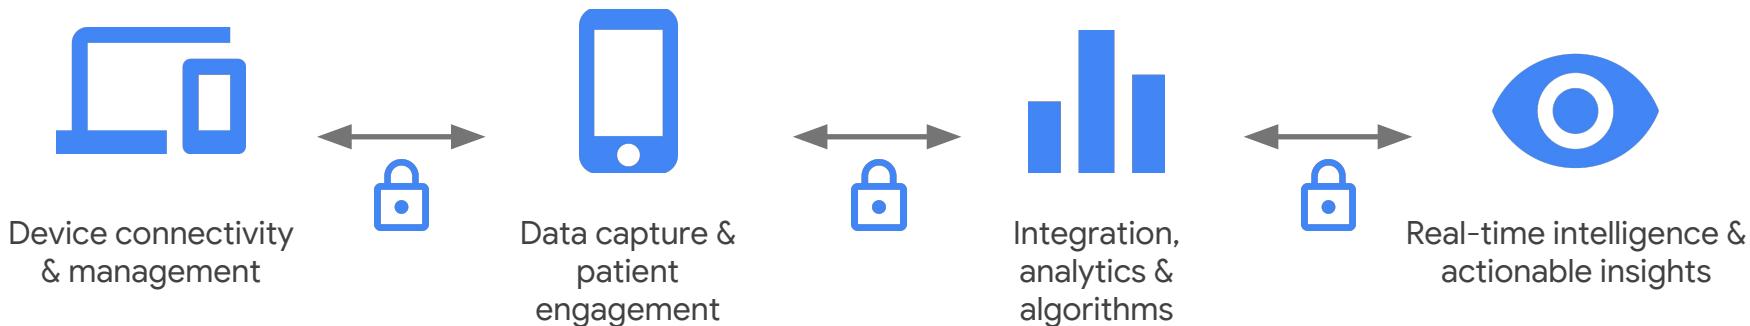 Device connectivity
& management
Data capture &
patient
engagement
Integration,
analytics &
algorithms
Real-time intelligence &
actionable insights